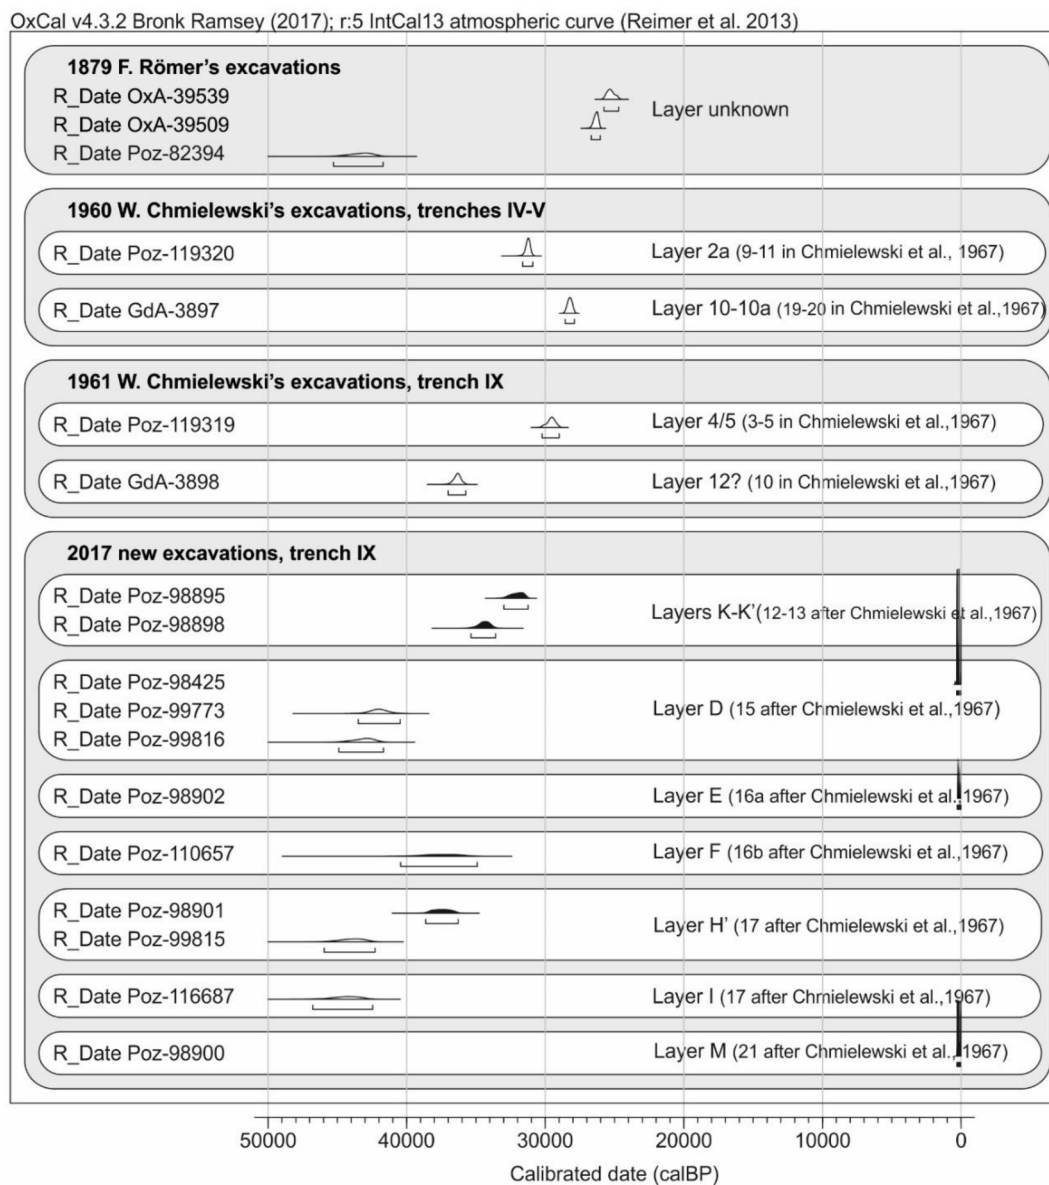 OxCal v4.3.2 Bronk Ramsey (2017); r:5 IntCal13 atmospheric curve (Reimer et al. 2013)
1879 F. Römer's excavations
R_Date OxA-39539
Layer unknown
R_Date OxA-39509
R_Date Poz-82394
1960 W. Chmielewski's excavations, trenches IV-V
R_Date Poz-119320 Layer 2a (9-11 in Chmielewski et al., 1967)
R_Date GdA-3897 Layer 10-10a (19-20 in Chmielewski et al.,1967)
1961 W. Chmielewski's excavations, trench IX
R_Date Poz-119319 Layer 4/5 (3-5 in Chmielewski et al.,1967)
R_Date GdA-3898 Layer 12? (10 in Chmielewski et al.,1967)
2017 new excavations, trench IX
R_Date Poz-98895
Layers K-K'(12-13 after Chmielewski et al.,1967)
R_Date Poz-98898
R_Date Poz-98425
R_Date Poz-99773 Layer D (15 after Chmielewski et al.,1967)
R_Date Poz-99816
R_Date Poz-98902 Layer E (16a after Chmielewski et al.,1967)
R_Date Poz-110657 Layer F (16b after Chmielewski et al.,1967)
R_Date Poz-98901
Layer H' (17 after Chmielewski et al.,1967)
R_Date Poz-99815
R_Date Poz-116687 Layer I (17 after Chmielewski et al.,1967)
R_Date Poz-98900 Layer M (21 after Chmielewski et al.,1967)
50000 40000 30000 20000 10000 0
Calibrated date (calBP)